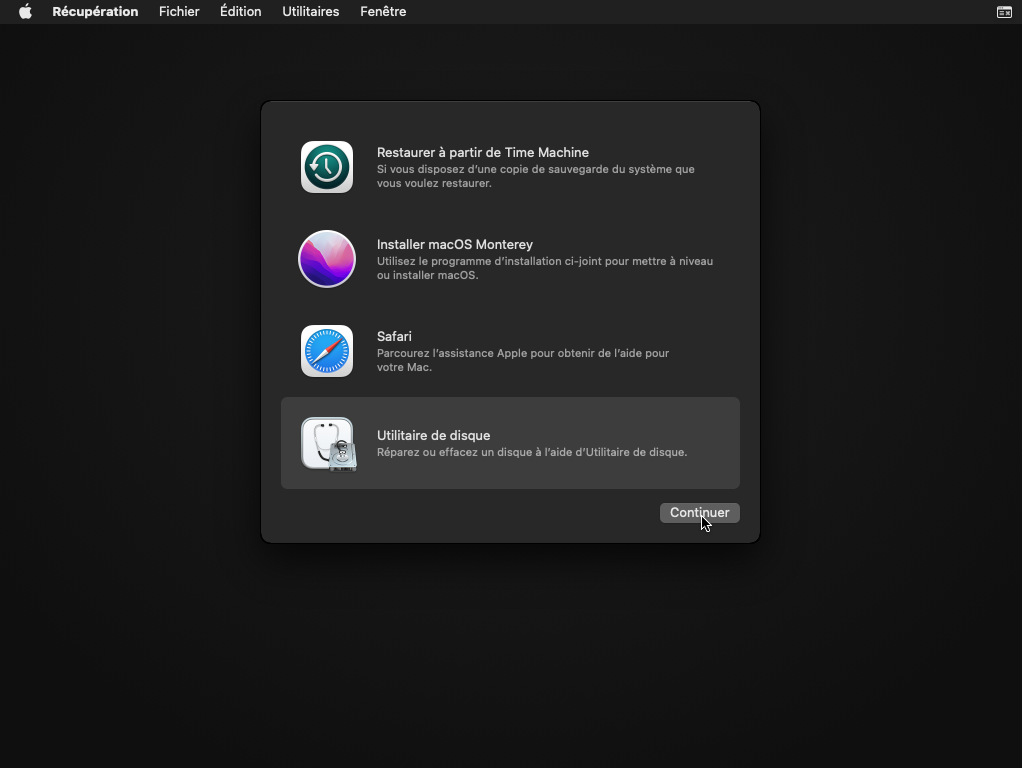 Récupération Fichier Édition Utilitaires Fenêtre
Restaurer à partir de Time Machine
Si vous disposez d'une copie de sauvegarde du système que
vous voulez restaurer.
Installer macOS Monterey
Utilisez le programme d'installation ci-joint pour mettre à niveau
ou installer macOS.
Safari
Parcourez l'assistance Apple pour obtenir de l'aide pour
votre Mac.
Utilitaire de disque
Réparez ou effacez un disque à l'aide d'Utilitaire de disque.
Continuer